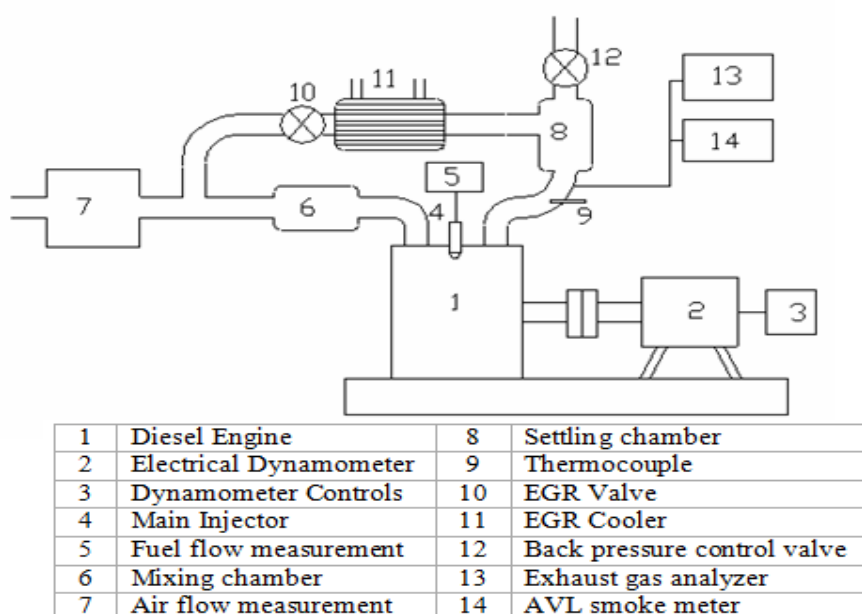 12
11
13
10
8
14
5
7
6
4
9
1
2
3
1 Diesel Engine 8 Settling chamber
2 Electrical Dynamometer 9 Thermocouple
3 Dynamometer Controls 10 EGR Valve
4 Main Injector 11 EGR Cooler
5 Fuel flow measurement 12 Back pressure control valve
6 Mixing chamber 13 Exhaust gas analyzer
7 Air flow measurement 14 AVL smoke meter